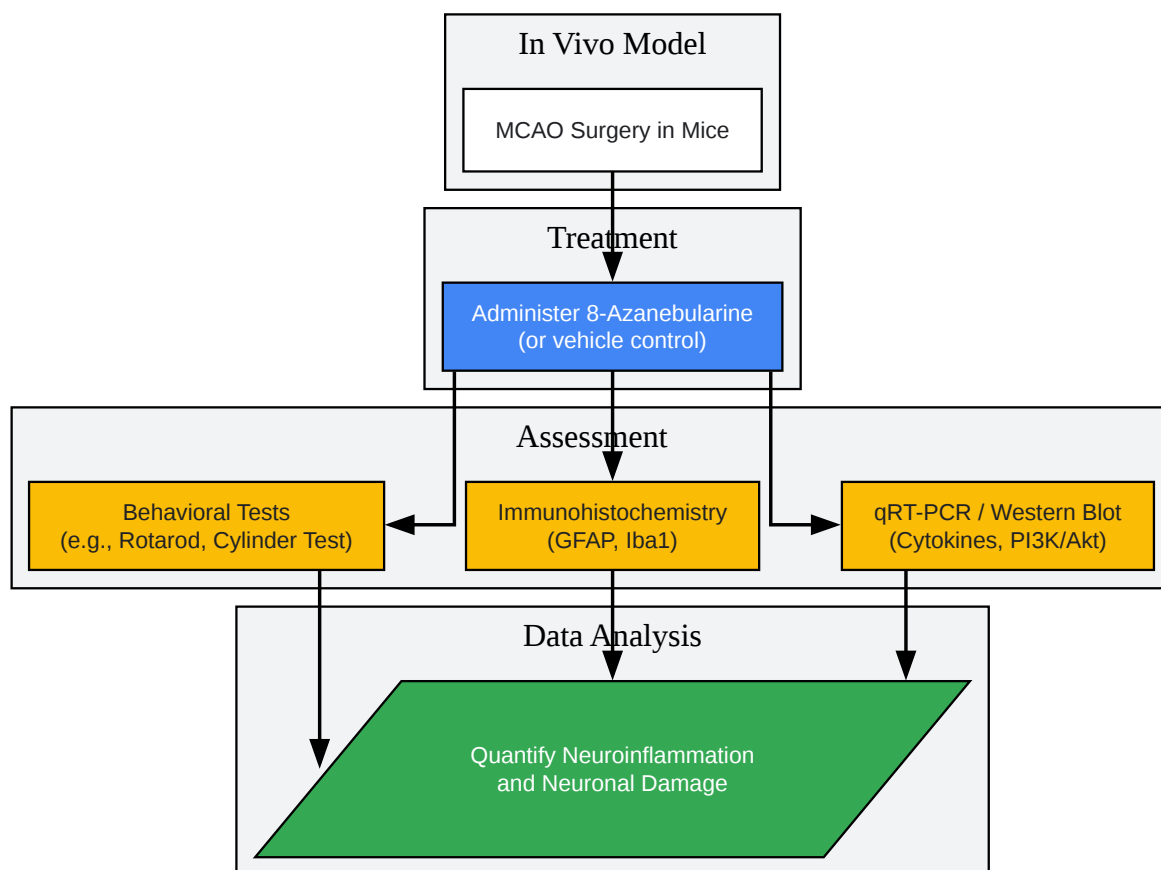 In Vivo Model
MCAO Surgery in Mice
Treatment
Administer 8-Azanebularine
(or vehicle control)
Assessment
Behavioral Tests
(e.g., Rotarod, Cylinder Test)
Immunohistochemistry
(GFAP, Iba1)
qRT-PCR / Western Blot
(Cytokines, PI3K/Akt)
Data Analysis
Quantify Neuroinflammation
and Neuronal Damage